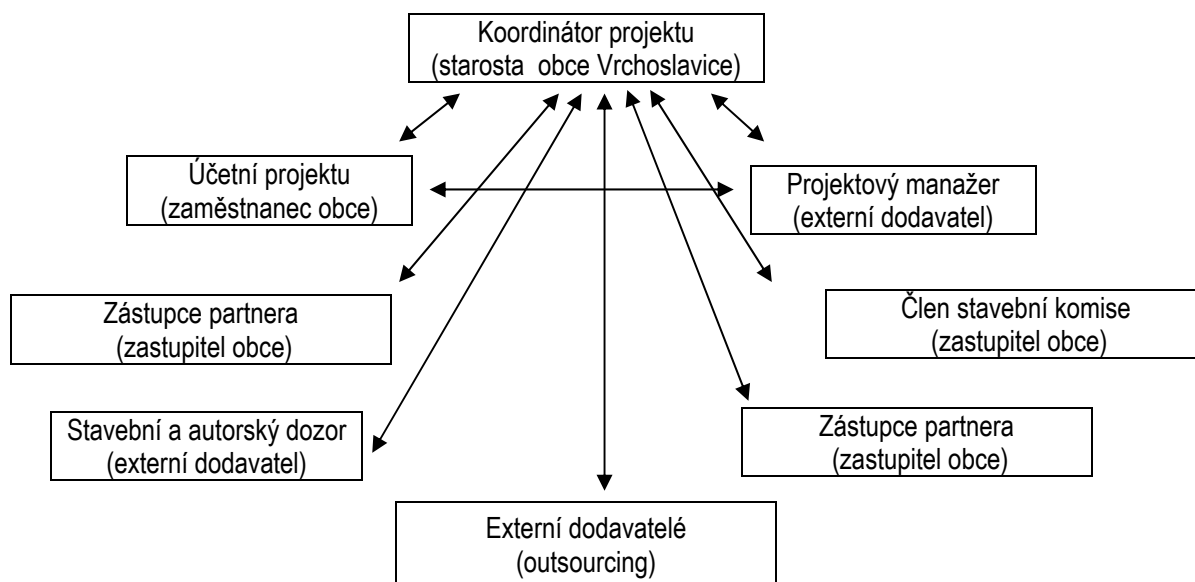 Koordinátor projektu
(starosta obce Vrchoslavice)
Účetní projektu
(zaměstnanec obce)
Projektový manažer
(externí dodavatel)
Zástupce partnera
(zastupitel obce)
Člen stavební komise
(zastupitel obce)
Stavební a autorský dozor
(externí dodavatel)
Zástupce partnera
(zastupitel obce)
Externí dodavatelé
(outsourcing)